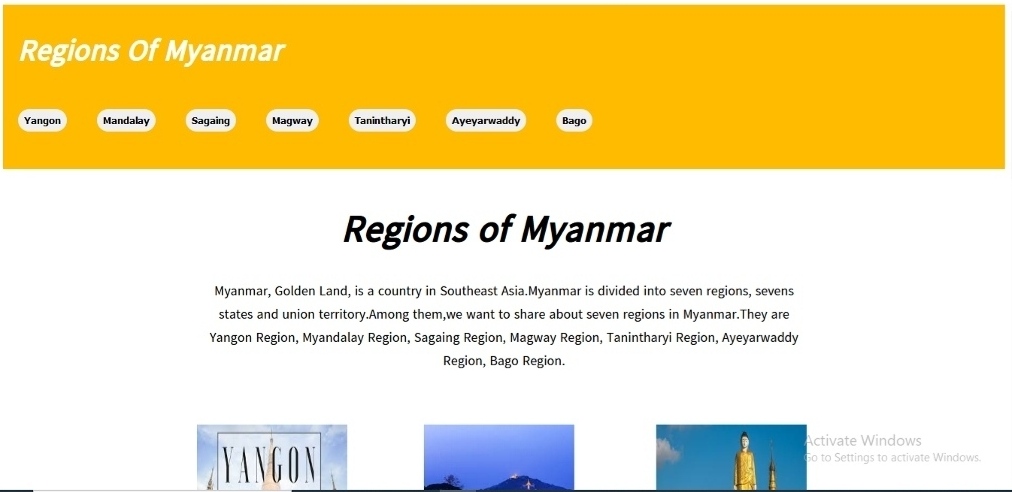 Regions Of Myanmar
Yangon Mandalay Sagaing Magway Tanintharyi Ayeyarwaddy Bago
Regions of Myanmar
Myanmar, Golden Land, is a country in Southeast Asia.Myanmar is divided into seven regions, sevens
states and union territory.Among them,we want to share about seven regions in Myanmar.They are
Yangon Region, Myandalay Region, Sagaing Region, Magway Region, Tanintharyi Region, Ayeyarwaddy
Region, Bago Region.
YANGON
Activate Windows
Go to Settings to activate Windows.